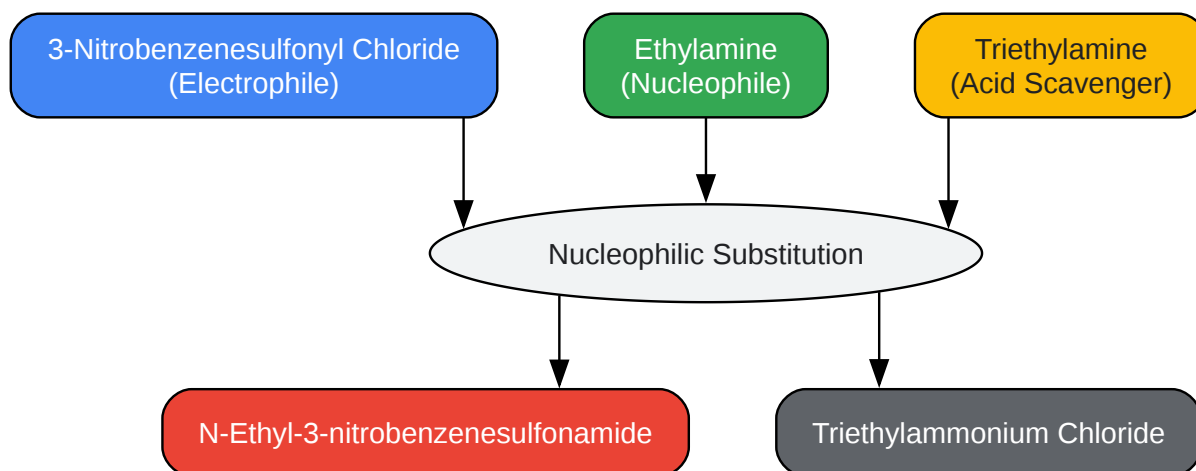 3-Nitrobenzenesulfonyl Chloride
(Electrophile)
Ethylamine
(Nucleophile)
Triethylamine
(Acid Scavenger)
Nucleophilic Substitution
N-Ethyl-3-nitrobenzenesulfonamide
Triethylammonium Chloride